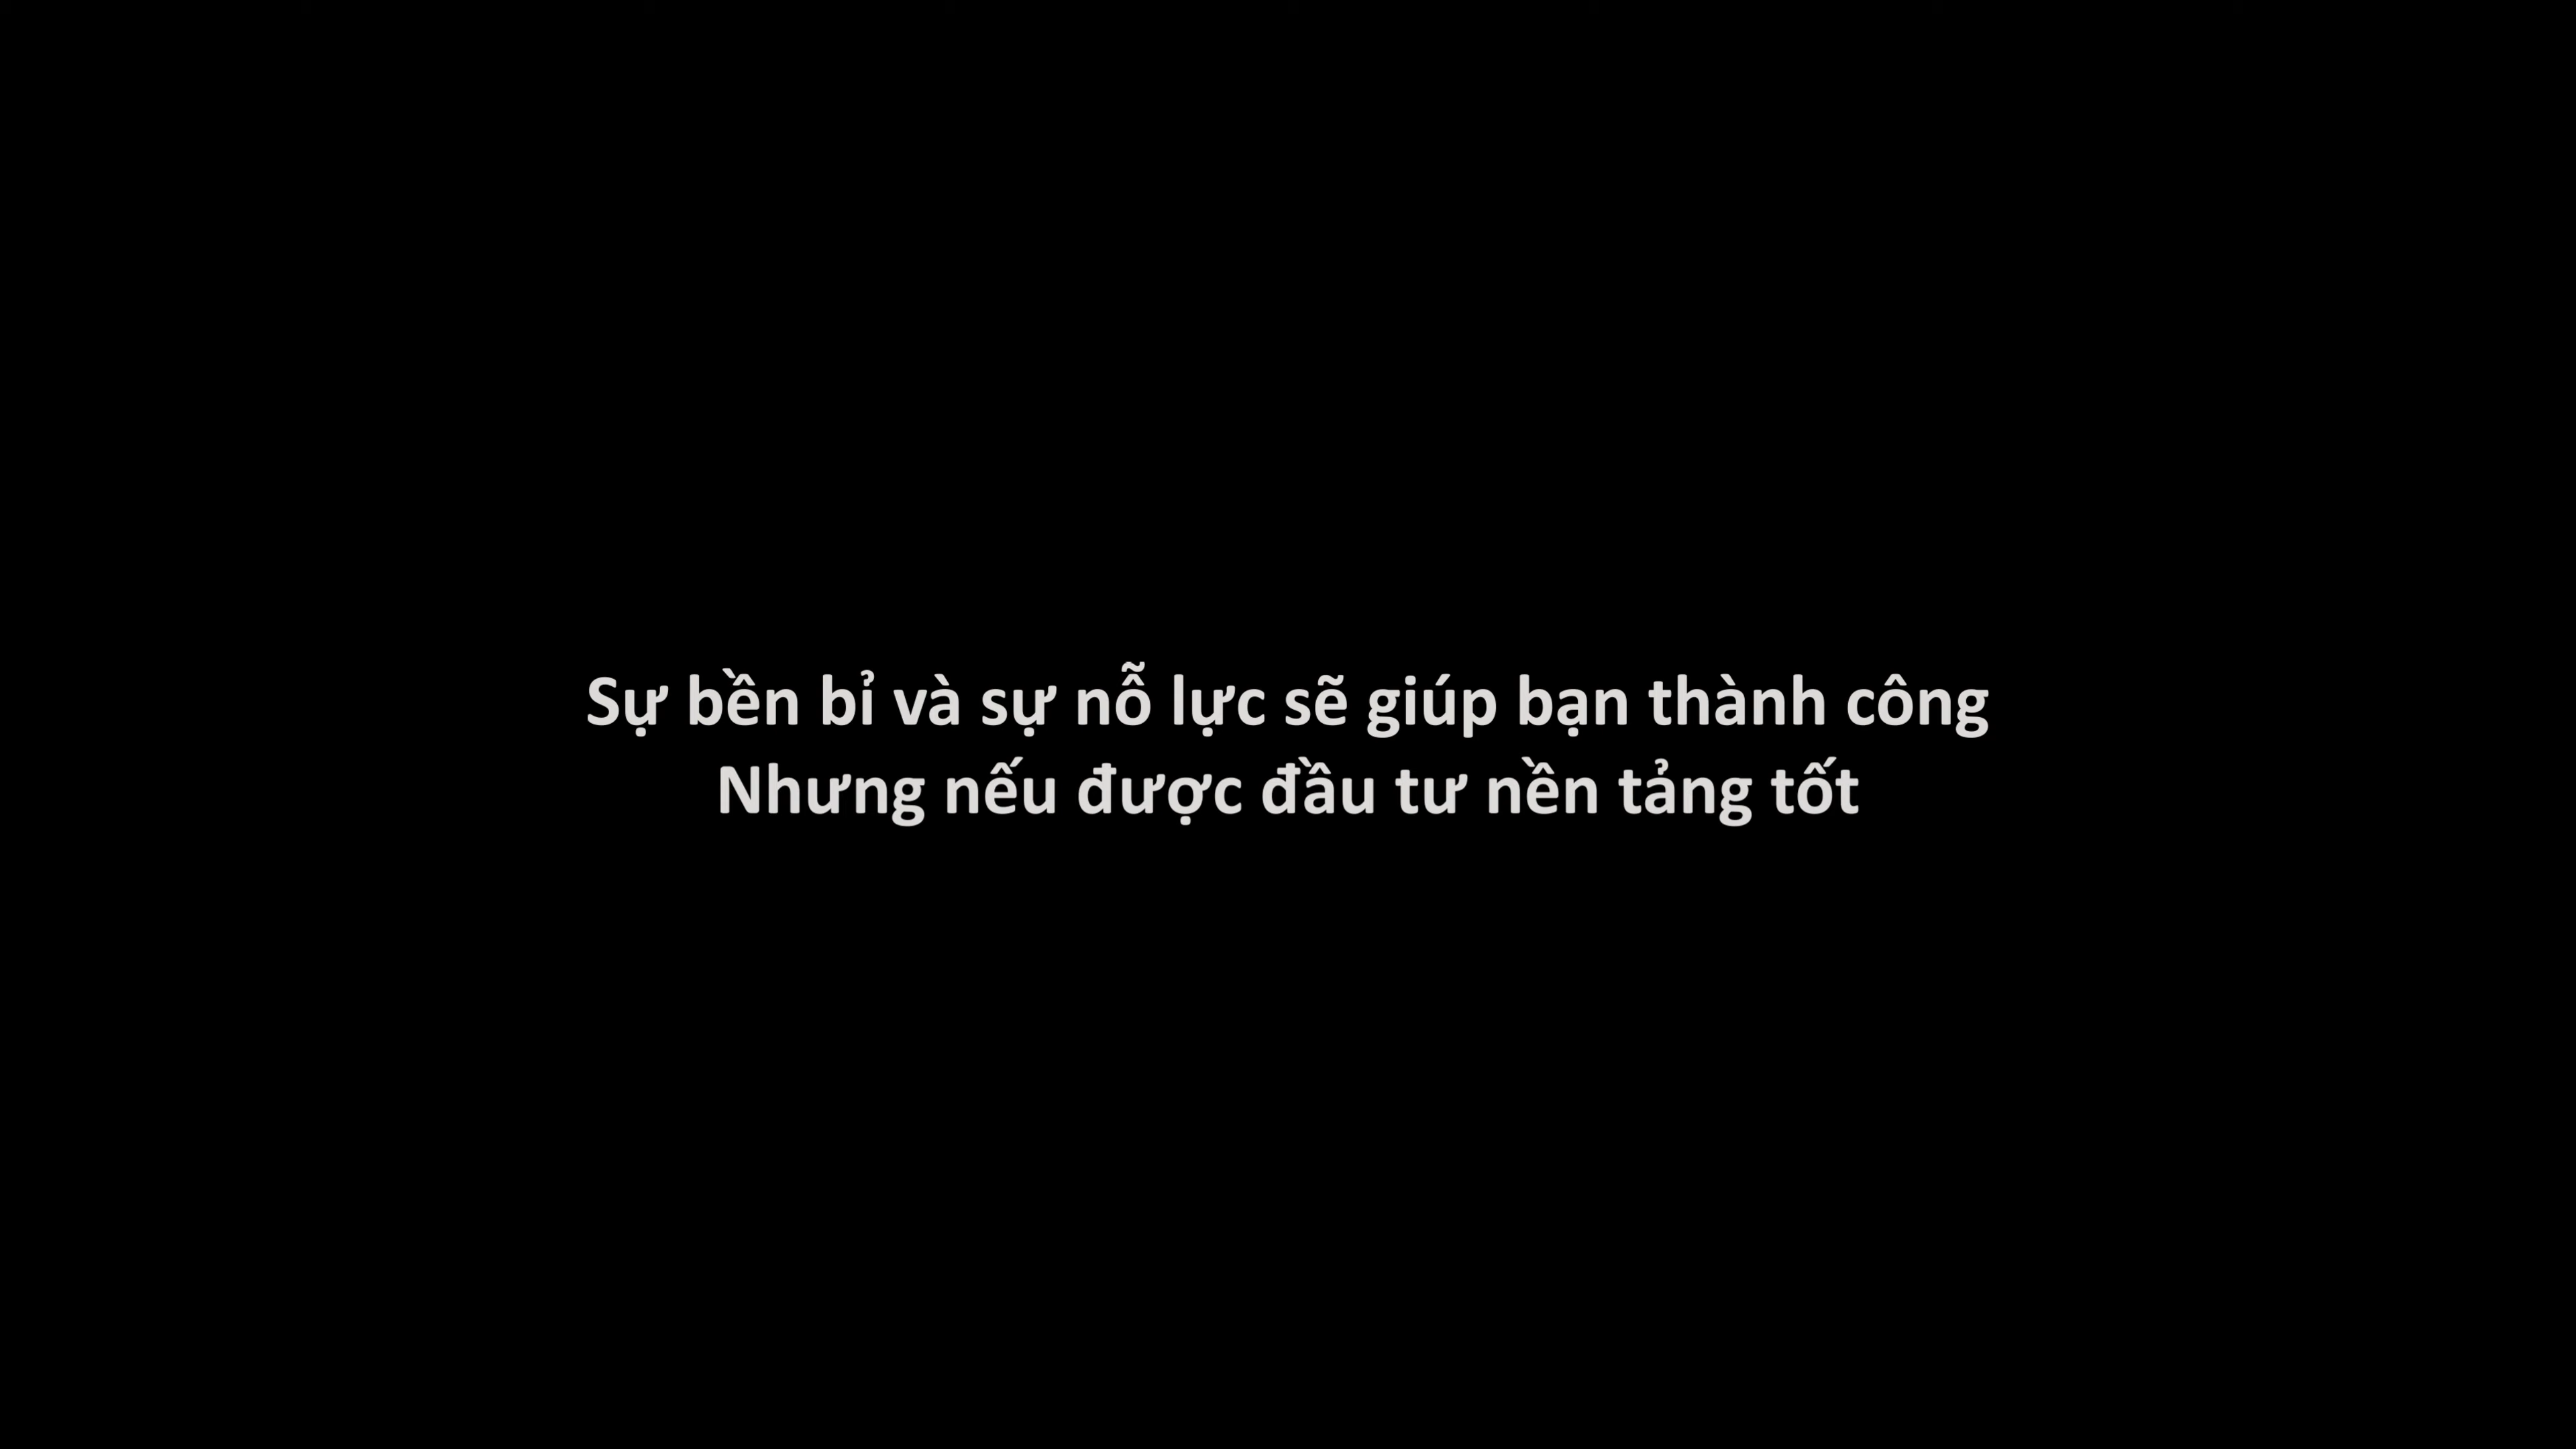 Sự bền bỉ và sự nỗ lực sẽ giúp bạn thành công
Nhưng nếu được đầu tư nền tảng tốt